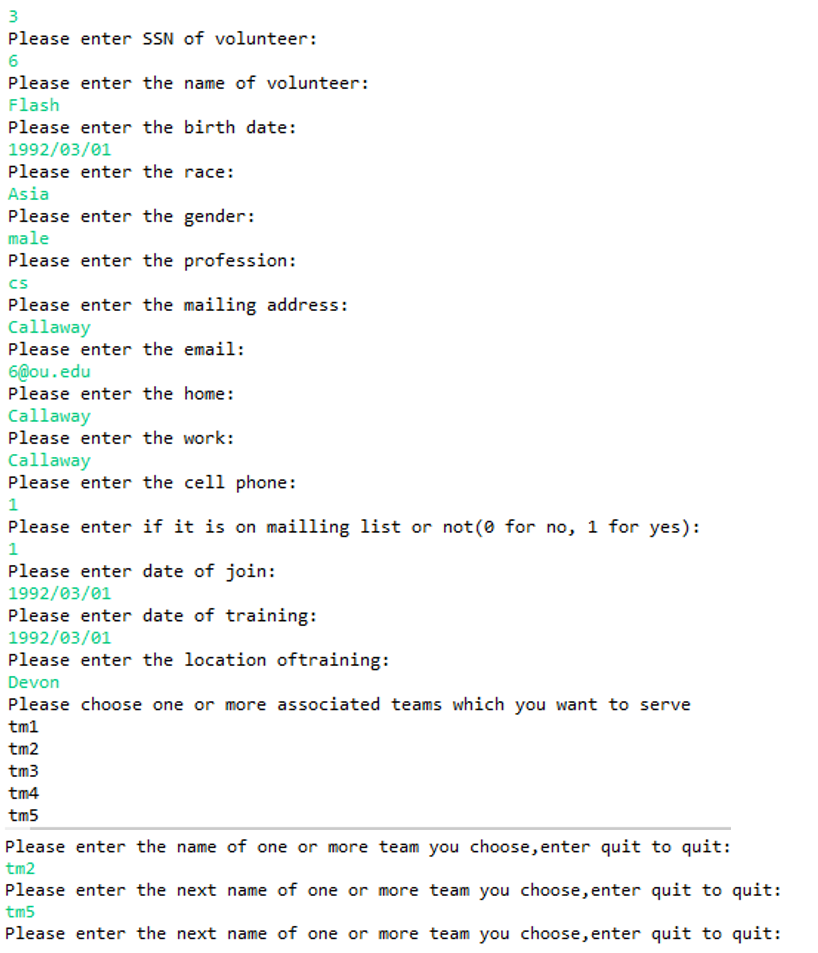 3
Please enter SSN of volunteer:
6
Please enter the name of volunteer:
Flash
Please enter the birth date:
1992/03/01
Please enter the race:
Asia
Please enter the gender:
male
Please enter the profession:
cs
Please enter the mailing address:
Callaway
Please enter the email:
6@ou.edu
Please enter the home:
Callaway
Please enter the work:
Callaway
Please enter the cell phone:
1
Please enter if it is on mailling list or not(0 for no, 1 for yes):
1
Please enter date of join:
1992/03/01
Please enter date of training:
1992/03/01
Please enter the location oftraining:
Devon
Please choose one or more associated teams which you want to serve
tm1
tm2
tm3
tm4
tm5
Please enter the name of one or more team you choose,enter quit to quit:
tm2
Please enter the next name of one or more team you choose,enter quit to quit:
tm5
Please enter the next name of one or more team you choose,enter quit to quit: